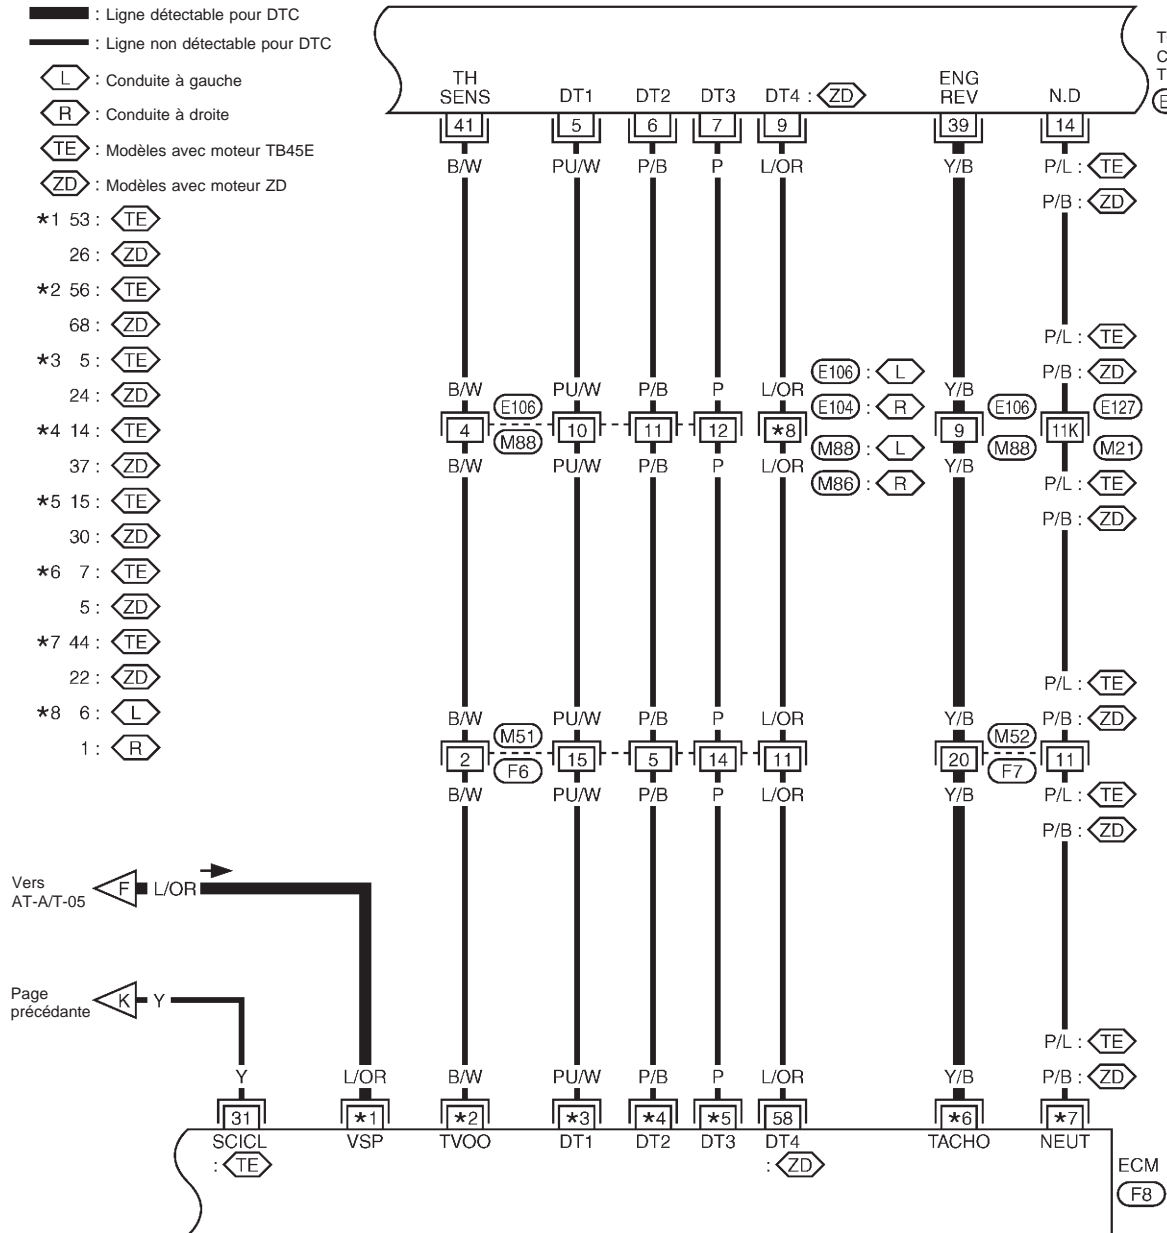 : Ligne détectable pour DTC
: Ligne non détectable pour DTC
L : Conduite à gauche
R : Conduite à droite
TE : Modèles avec moteur TB45E
ZD : Modèles avec moteur ZD
*1 53 : TE
26 : ZD
*2 56 : TE
68 : ZD
*3 5 : TE
24 : ZD
*4 14 : TE
37 : ZD
*5 15 : TE
30 : ZD
*6 7 : TE
5 : ZD
*7 44 : TE
22 : ZD
*8 6 : L
1 : R
TH SENS DT1 DT2 DT3 DT4 : ZD ENG REV N.D
41 5 6 7 9 39 14
B/W PU/W P/B P L/OR Y/B P/L : TE
P/B : ZD
P/L : TE
E106 : L
P/B : ZD
B/W PU/W P/B P L/OR Y/B
E106 E104 : R E106 E127
4 10 11 12 *8 9 11K
M88 M88 : L M88 M21
B/W PU/W P/B P L/OR Y/B
M86 : R
P/L : TE
P/B : ZD
P/L : TE
B/W PU/W P/B P L/OR Y/B P/B : ZD
M51 M52
2 15 5 14 11 20 11
F6 F7
B/W PU/W P/B P L/OR Y/B P/L : TE
P/B : ZD
Vers
AT-A/T-05
F L/OR
Page
précédante
K Y
P/L : TE
Y L/OR B/W PU/W P/B P L/OR Y/B P/B : ZD
31 *1 *2 *3 *4 *5 58 *6 *7
SCICL VSP TVOO DT1 DT2 DT3 DT4 TACHO NEUT
: TE : ZD
ECM
F8